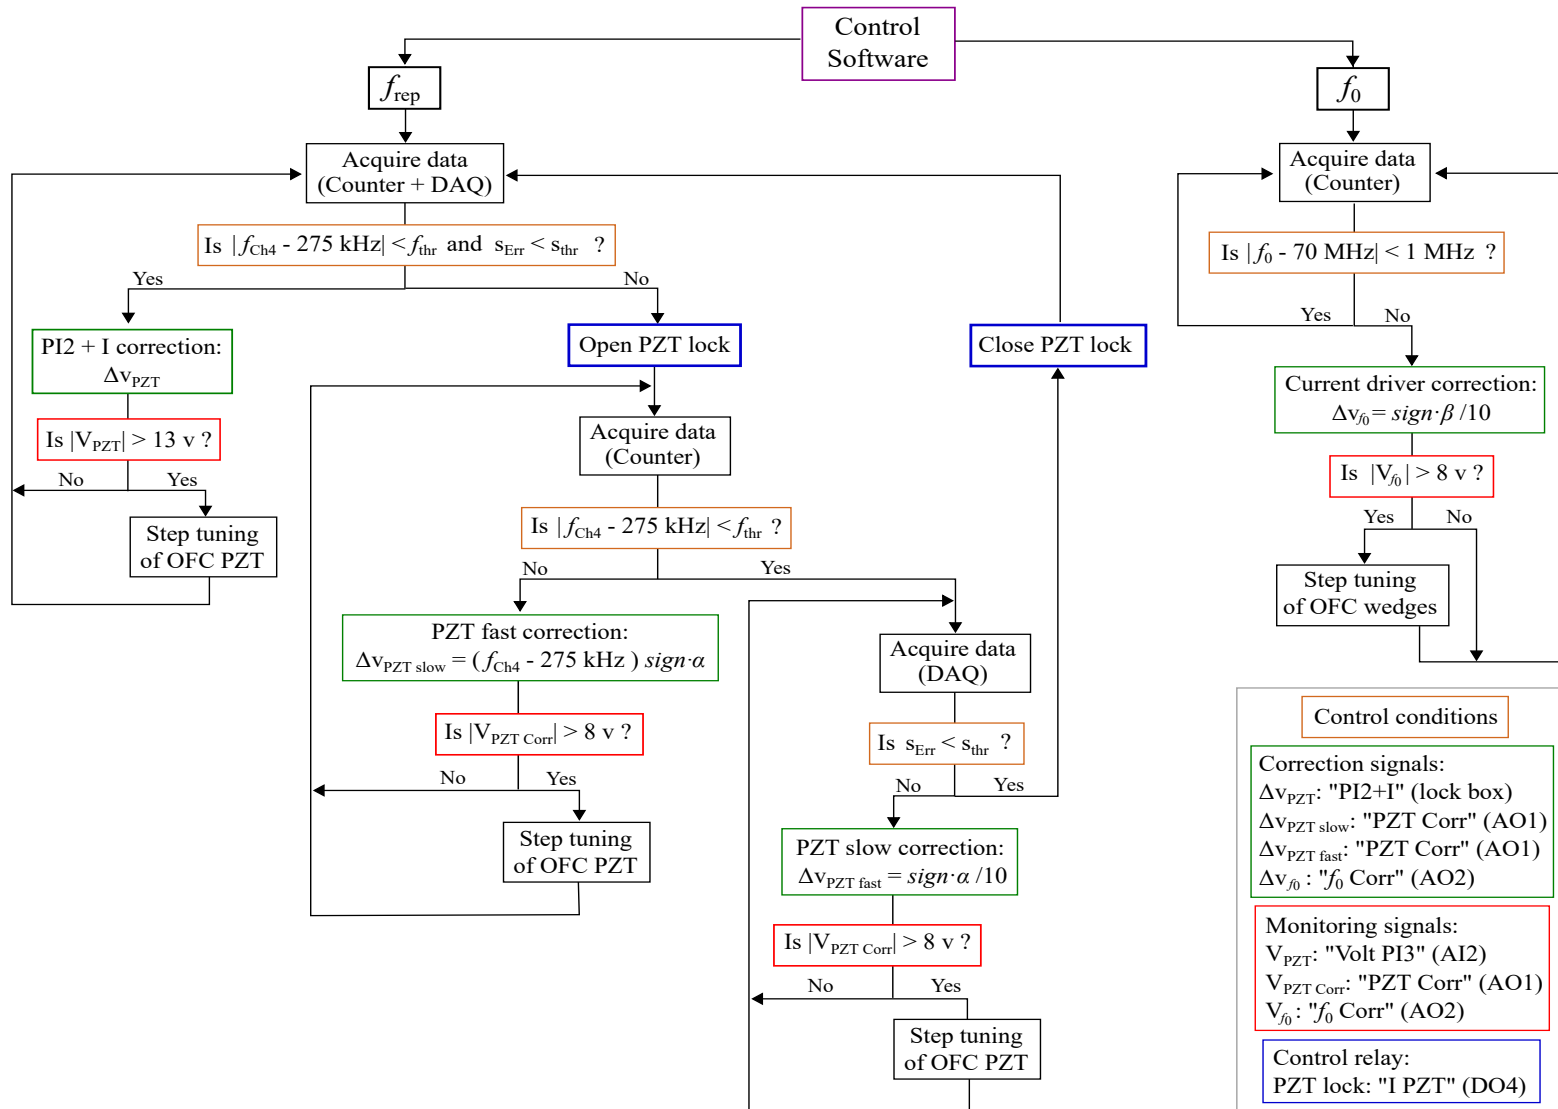 Control
Software
f_rep
f_0
Acquire data
(Counter + DAQ)
Is |f_Ch4 - 275 kHz| < f_thr and s_Err < s_thr ?
Yes
No
PI2 + I correction:
Δv_PZT
Is |V_PZT| > 13 v ?
No
Yes
Step tuning
of OFC PZT
Open PZT lock
Acquire data
(Counter)
Is | f_Ch4 - 275 kHz| < f_thr ?
No
Yes
PZT fast correction:
Δv_PZT slow = ( f_Ch4 - 275 kHz ) sign·α
Is |V_PZT Corr| > 8 v ?
No
Yes
Step tuning
of OFC PZT
Close PZT lock
Acquire data
(DAQ)
Is s_Err < s_thr ?
No
Yes
PZT slow correction:
Δv_PZT fast = sign·α /10
Is |V_PZT Corr| > 8 v ?
No
Yes
Step tuning
of OFC PZT
Acquire data
(Counter)
Is | f_0 - 70 MHz| < 1 MHz ?
Yes
No
Current driver correction:
Δv_f0 = sign·β /10
Is |V_f0| > 8 v ?
Yes
No
Step tuning
of OFC wedges
Control conditions
Correction signals:
Δv_PZT: "PI2+I" (lock box)
Δv_PZT slow: "PZT Corr" (AO1)
Δv_PZT fast: "PZT Corr" (AO1)
Δv_f0 : "f_0 Corr" (AO2)
Monitoring signals:
V_PZT: "Volt PI3" (AI2)
V_PZT Corr: "PZT Corr" (AO1)
V_f0 : "f_0 Corr" (AO2)
Control relay:
PZT lock: "I PZT" (DO4)